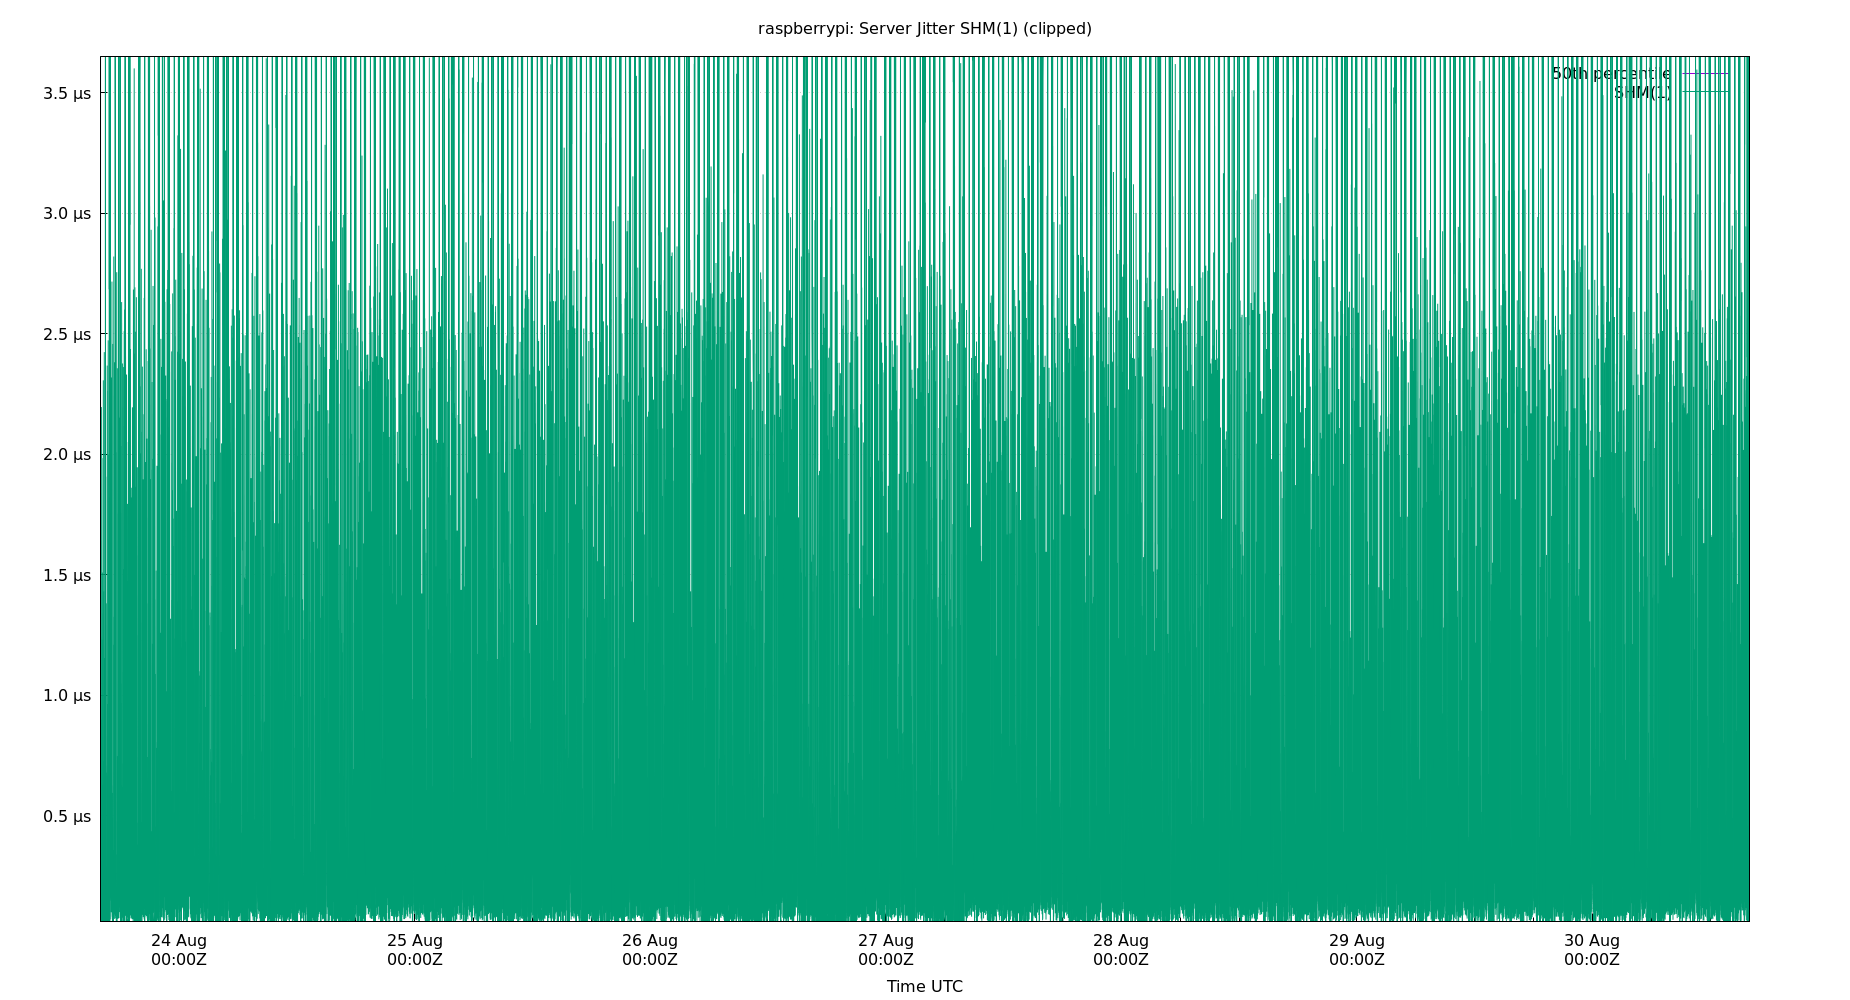 raspberrypi: Server Jitter SHM(1) (clipped)
50th percentile
SHM(1)
3.5 µs
3.0 µs
2.5 µs
2.0 µs
1.5 µs
1.0 µs
0.5 µs
24 Aug 25 Aug 26 Aug 27 Aug 28 Aug 29 Aug 30 Aug
00:00Z 00:00Z 00:00Z 00:00Z 00:00Z 00:00Z 00:00Z
Time UTC